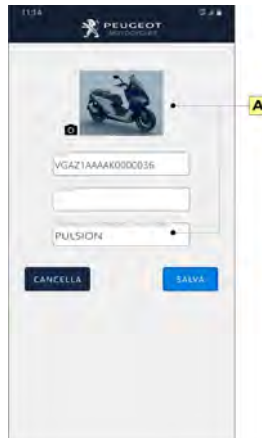 11:14
PEUGEOT
MOTOCYCLES
A
VGAZ1AAAAK0000036
PULSION
CANCELLA
SALVA